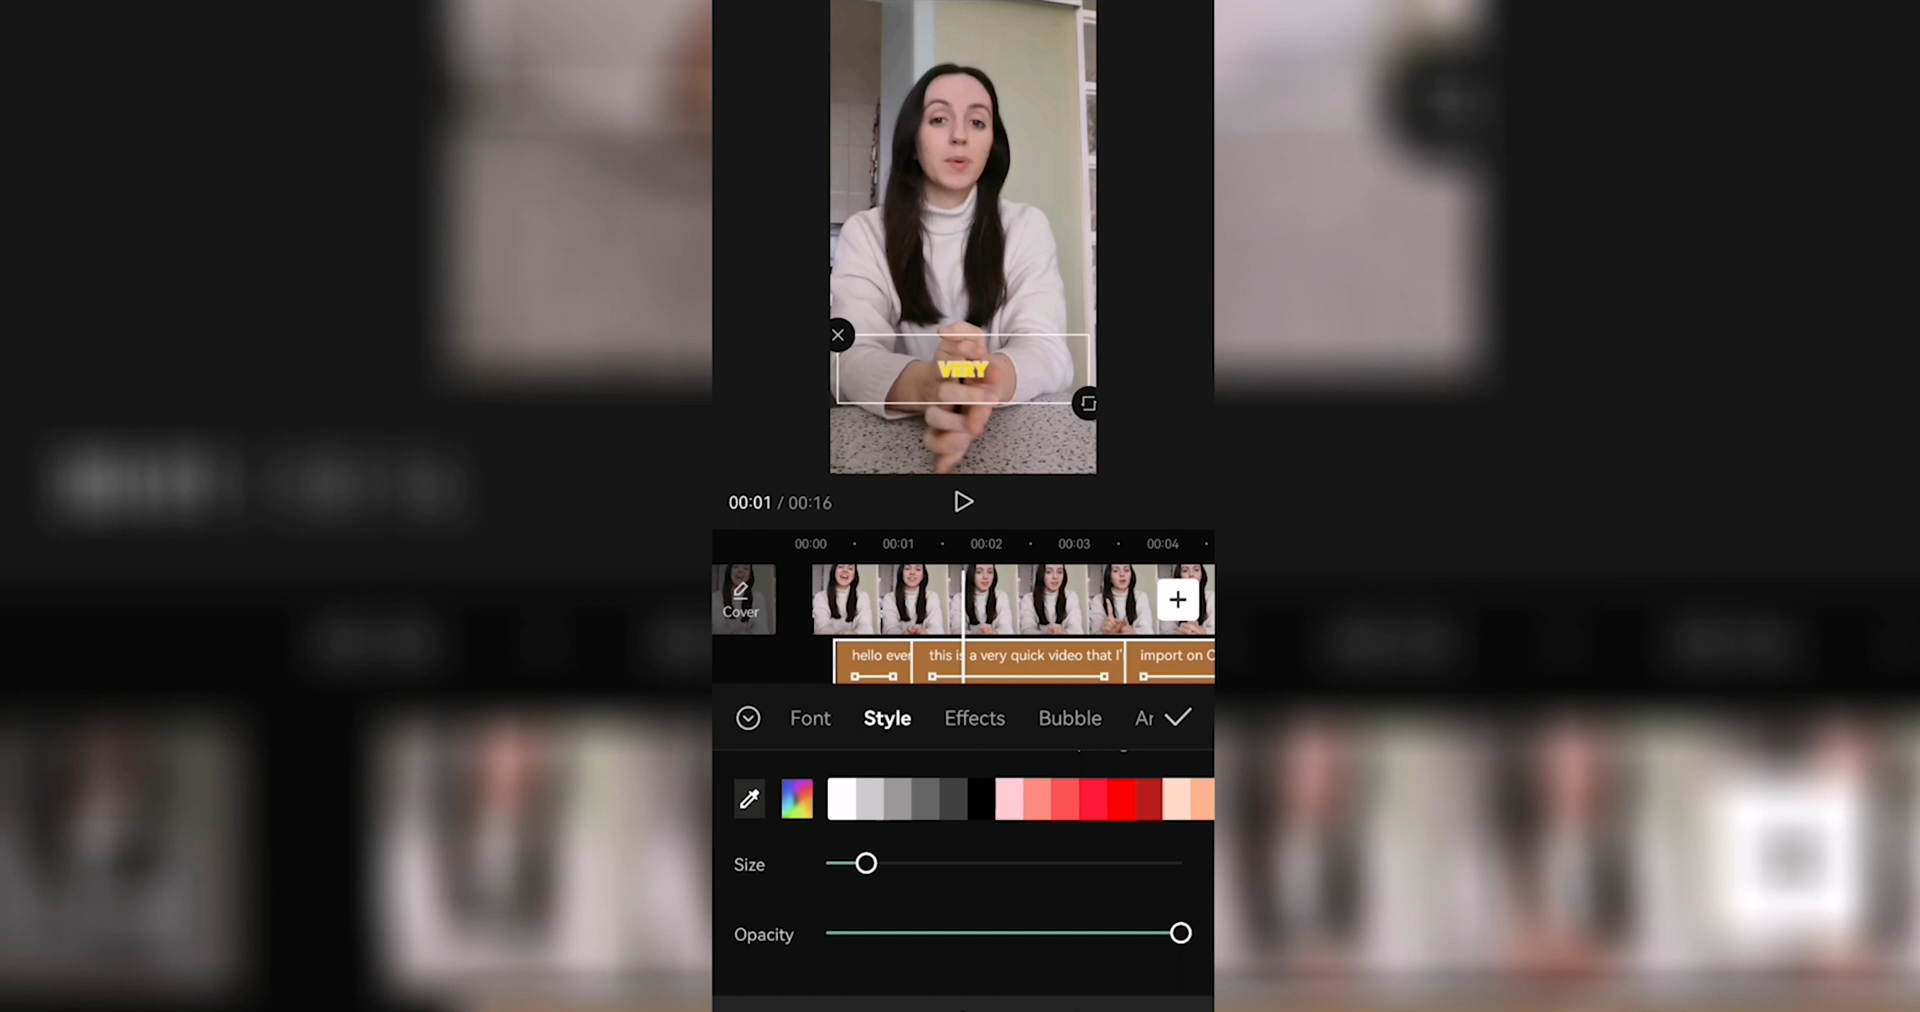 VERY
00:01 / 00:16
00:00 00:01 00:02 00:03 00:04
Cover
hello ever this is a very quick video that I' import on C
Font Style Effects Bubble Ar
Size
Opacity